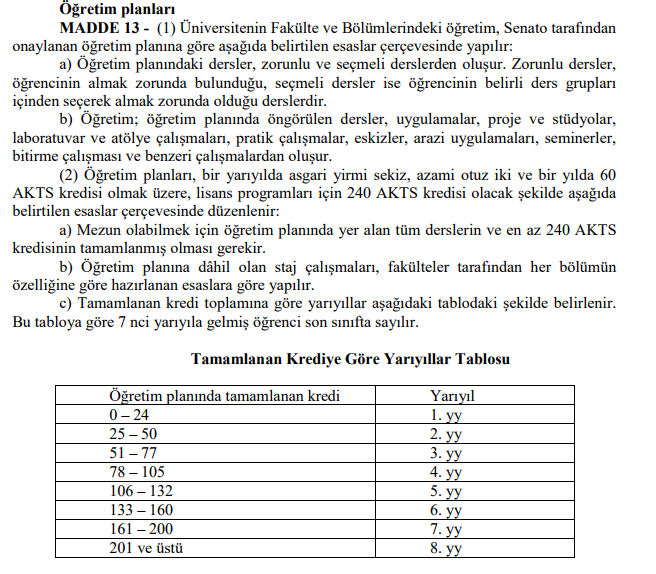 Öğretim planları
MADDE 13 - (1) Üniversitenin Fakülte ve Bölümlerindeki öğretim, Senato tarafından
onaylanan öğretim planına göre aşağıda belirtilen esaslar çerçevesinde yapılır:
a) Öğretim planındaki dersler, zorunlu ve seçmeli derslerden oluşur. Zorunlu dersler,
öğrencinin almak zorunda bulunduğu, seçmeli dersler ise öğrencinin belirli ders grupları
içinden seçerek almak zorunda olduğu derslerdir.
b) Öğretim; öğretim planında öngörülen dersler, uygulamalar, proje ve stüdyolar,
laboratuvar ve atölye çalışmaları, pratik çalışmalar, eskizler, arazi uygulamaları, seminerler,
bitirme çalışması ve benzeri çalışmalardan oluşur.
(2) Öğretim planları, bir yarıyılda asgari yirmi sekiz, azami otuz iki ve bir yılda 60
AKTS kredisi olmak üzere, lisans programları için 240 AKTS kredisi olacak şekilde aşağıda
belirtilen esaslar çerçevesinde düzenlenir:
a) Mezun olabilmek için öğretim planında yer alan tüm derslerin ve en az 240 AKTS
kredisinin tamamlanmış olması gerekir.
b) Öğretim planına dâhil olan staj çalışmaları, fakülteler tarafından her bölümün
özelliğine göre hazırlanan esaslara göre yapılır.
c) Tamamlanan kredi toplamına göre yarıyıllar aşağıdaki tablodaki şekilde belirlenir.
Bu tabloya göre 7 nci yarıyıla gelmiş öğrenci son sınıfta sayılır.
Tamamlanan Krediye Göre Yarıyıllar Tablosu
Öğretim planında tamamlanan kredi Yarıyıl
0 – 24 1. yy
25 – 50 2. yy
51 – 77 3. yy
78 – 105 4. yy
106 – 132 5. yy
133 – 160 6. yy
161 – 200 7. yy
201 ve üstü 8. yy